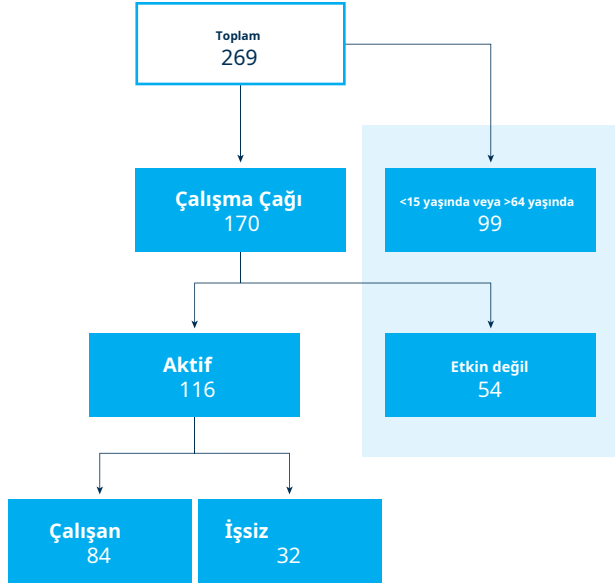 Toplam
269
Çalışma Çağı
170
<15 yaşında veya >64 yaşında
99
Aktif
116
Etkin değil
54
Çalışan
84
İşsiz
32